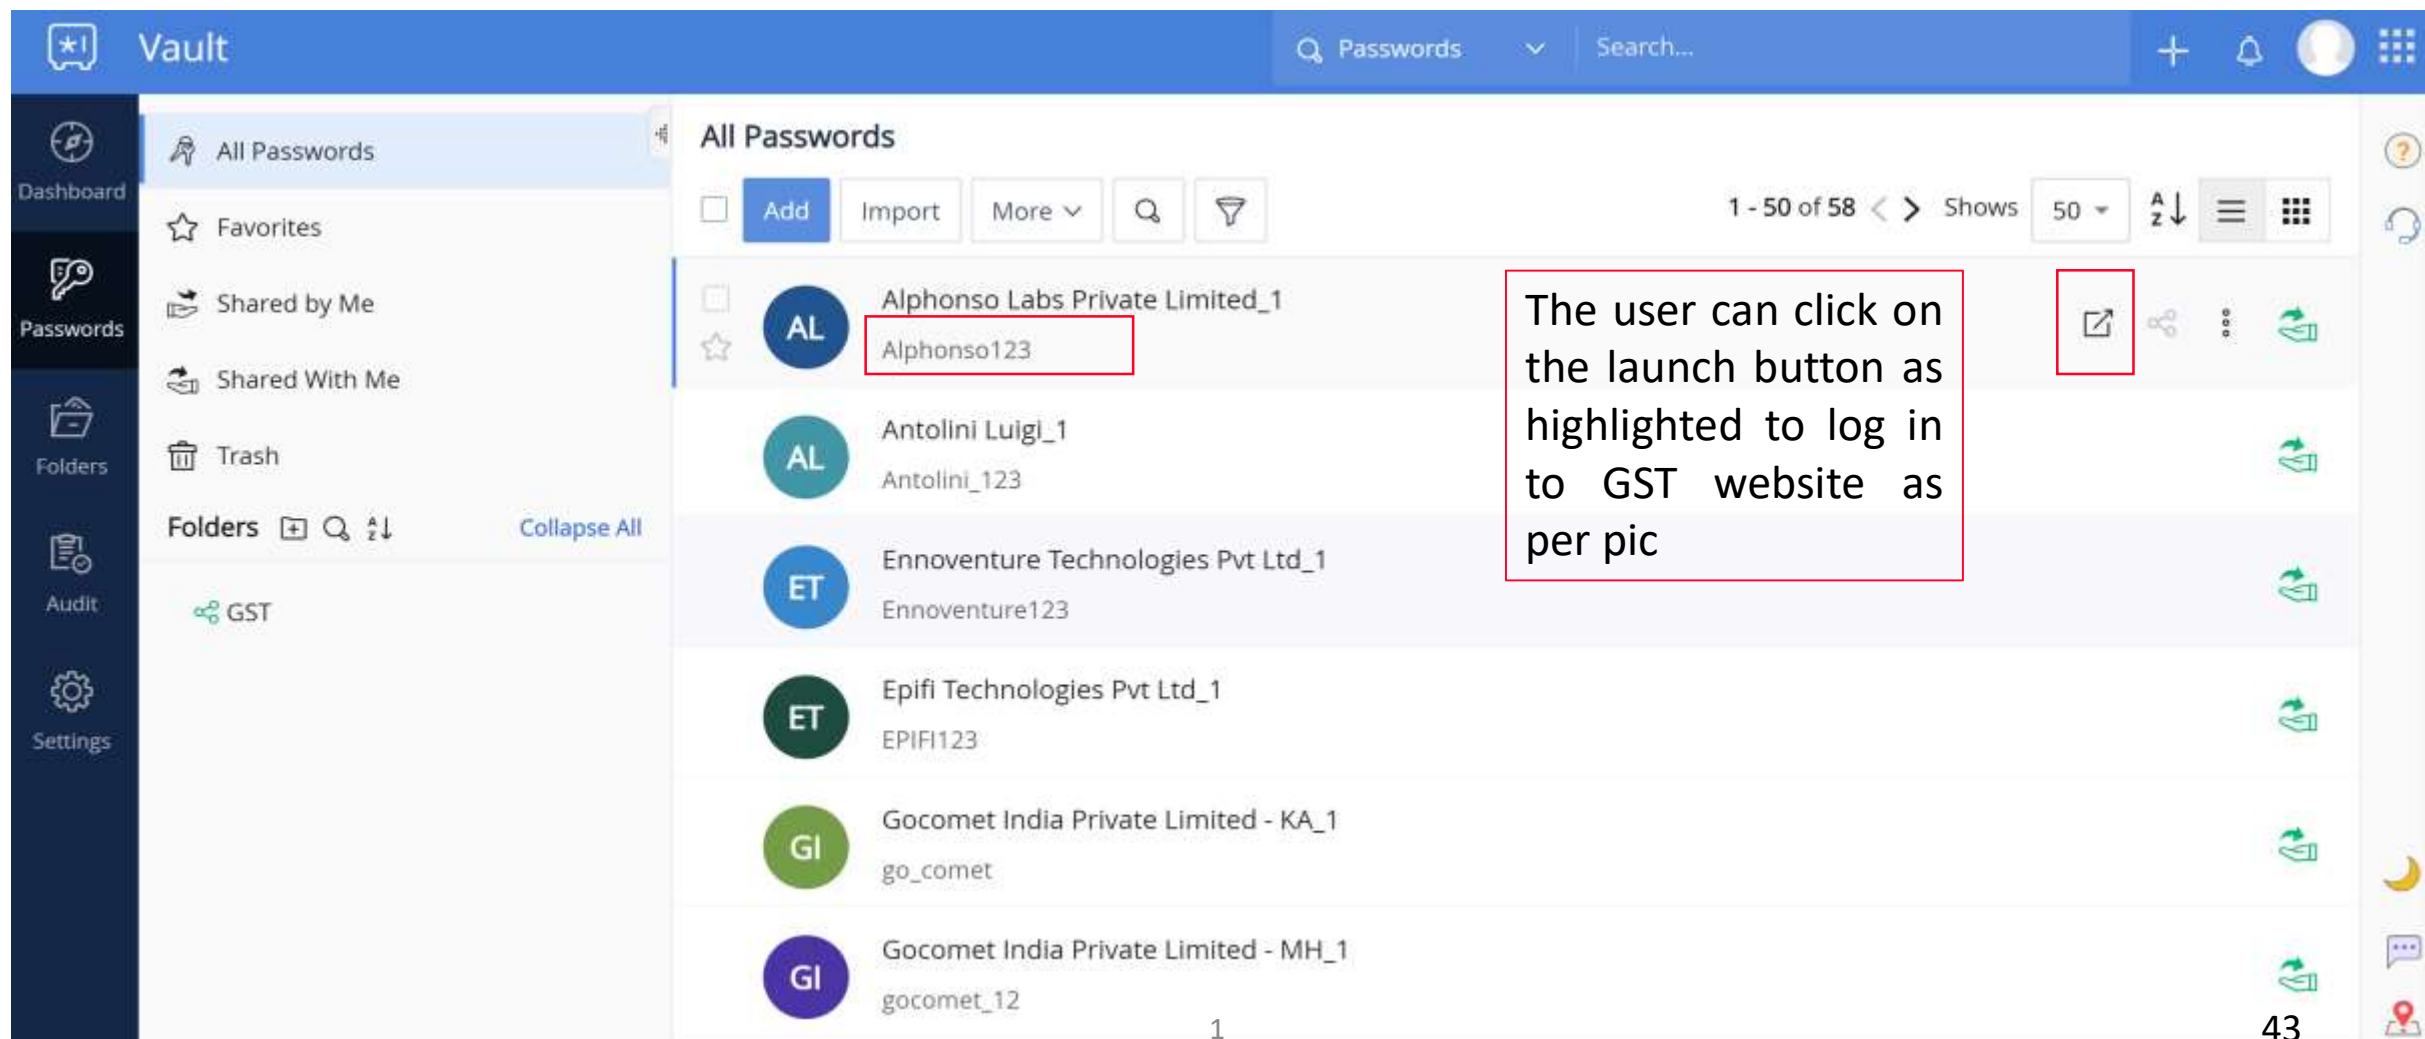 Vault
Passwords
Search...
Dashboard
Passwords
Folders
Audit
Settings
All Passwords
Favorites
Shared by Me
Shared With Me
Trash
Folders
Collapse All
GST
All Passwords
Add Import More
1 - 50 of 58 Shows 50
AL
Alphonso Labs Private Limited_1
Alphonso123
AL
Antolini Luigi_1
Antolini_123
ET
Ennoventure Technologies Pvt Ltd_1
Ennoventure123
ET
Epifi Technologies Pvt Ltd_1
EPIFI123
GI
Gocomet India Private Limited - KA_1
go_comet
GI
Gocomet India Private Limited - MH_1
gocomet_12
The user can click on
the launch button as
highlighted to log in
to GST website as
per pic
1
43